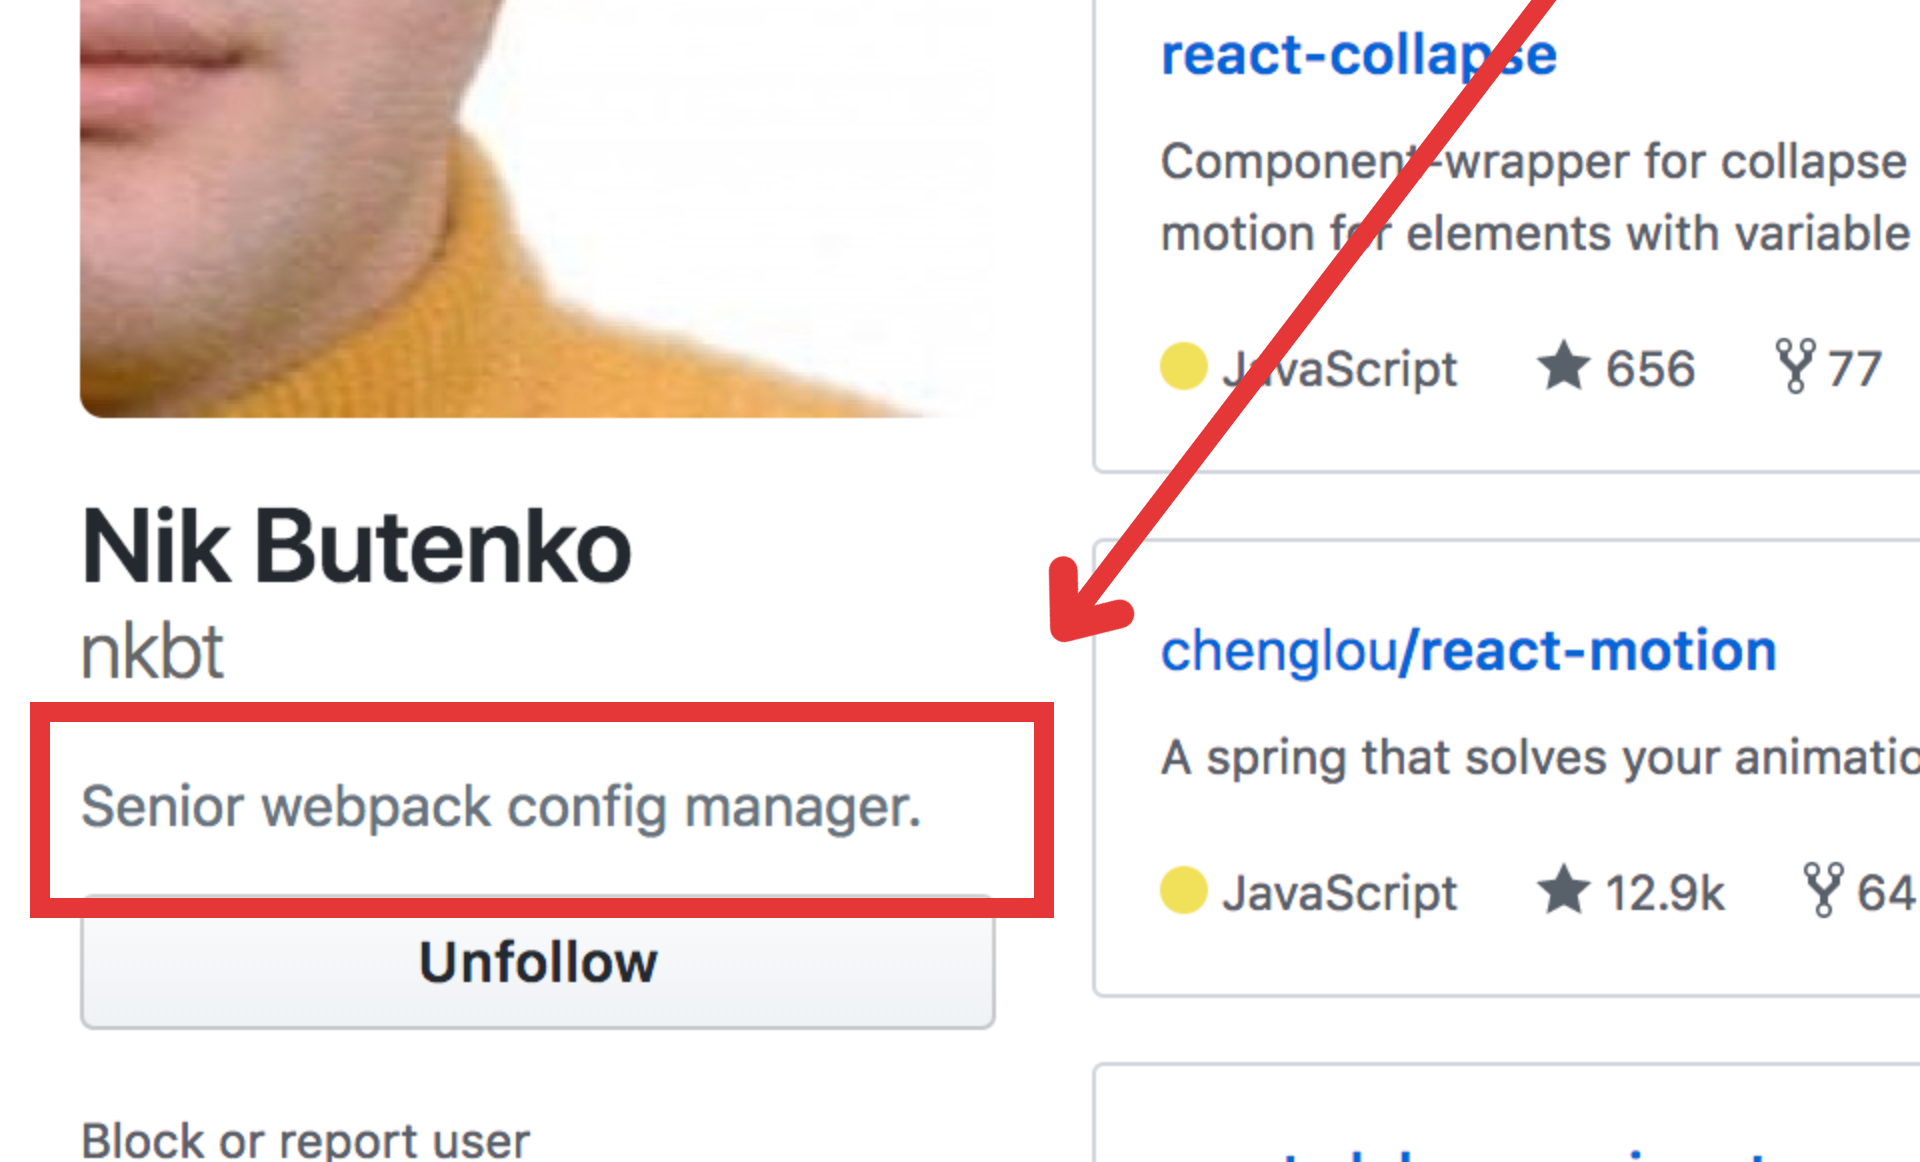 Nik Butenko
nkbt
Senior webpack config manager.
Unfollow
Block or report user
react-collapse
Component-wrapper for collapse
motion for elements with variable
JavaScript 656 77
chenglou/react-motion
A spring that solves your animatio
JavaScript 12.9k 64